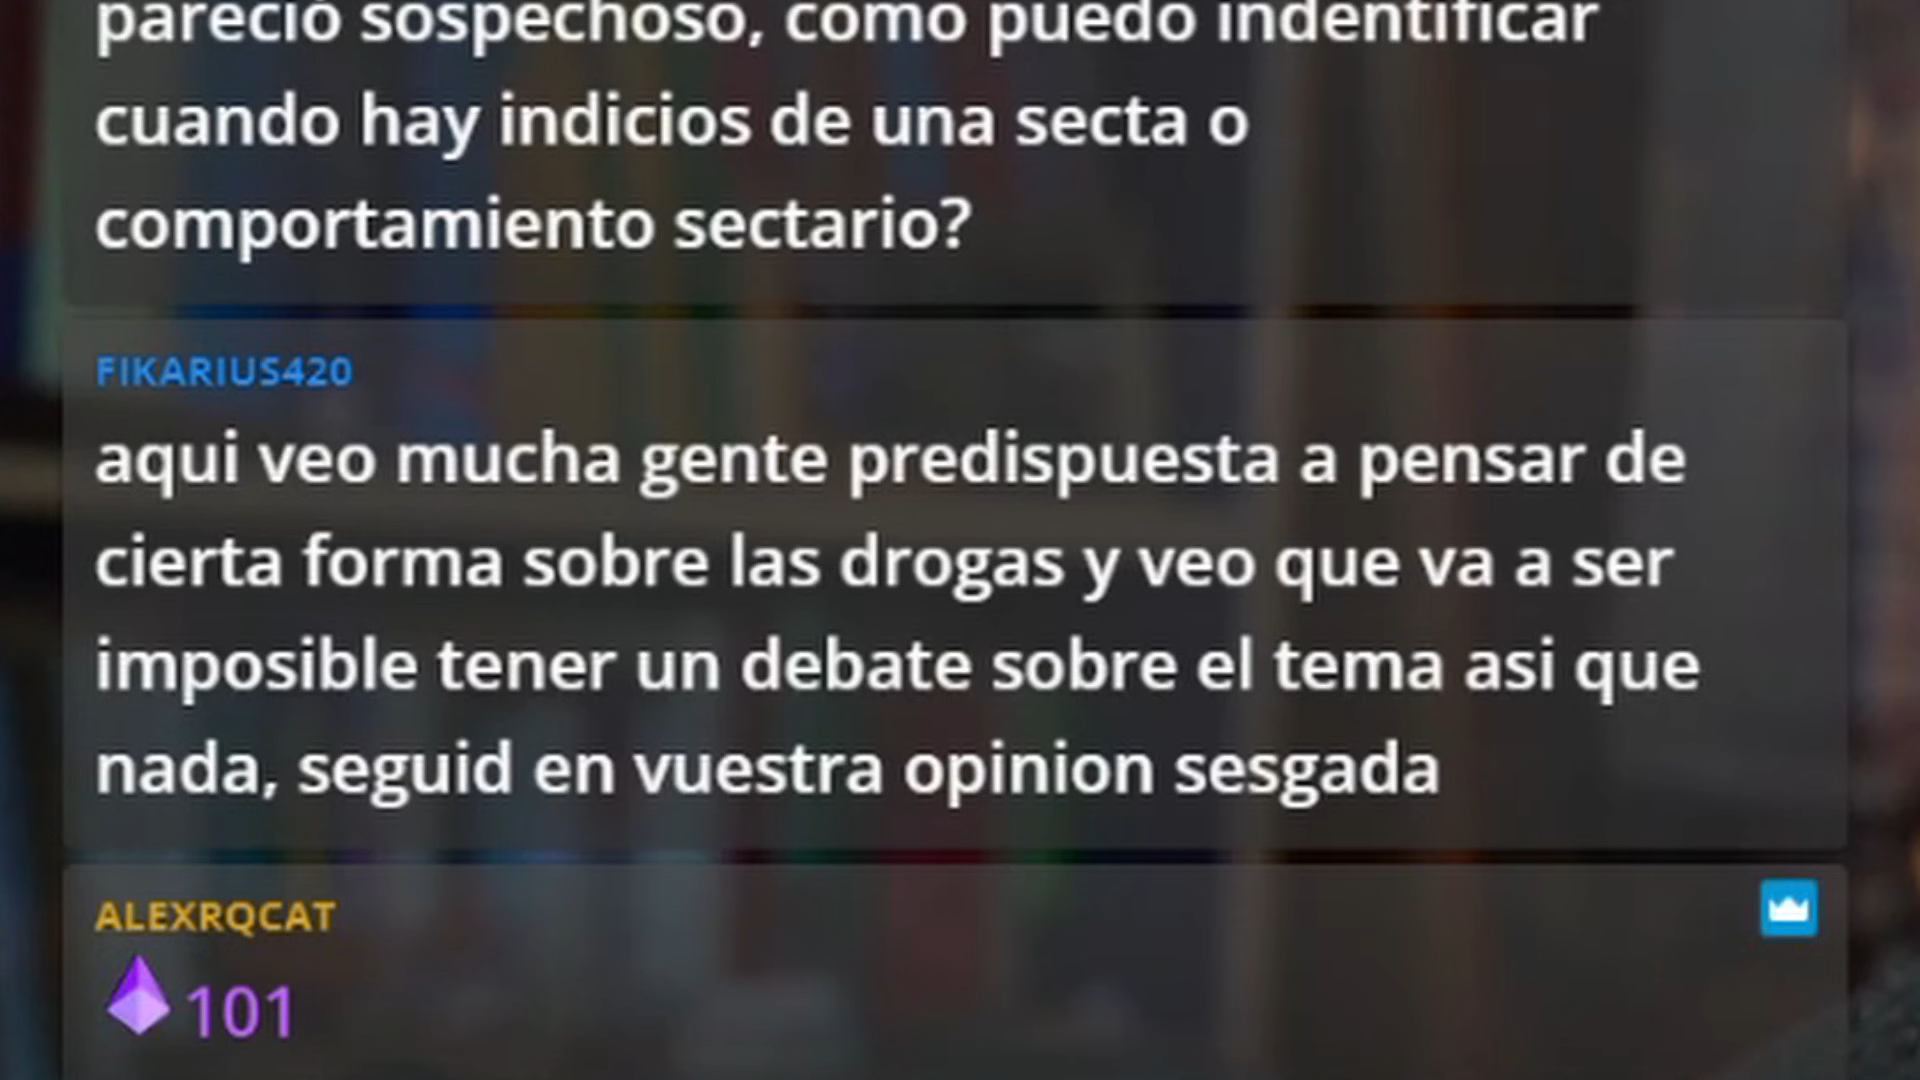 pareció sospechoso, como puedo indentificar
cuando hay indicios de una secta o
comportamiento sectario?
FIKARIUS420
aqui veo mucha gente predispuesta a pensar de
cierta forma sobre las drogas y veo que va a ser
imposible tener un debate sobre el tema asi que
nada, seguid en vuestra opinion sesgada
ALEXRQCAT
101